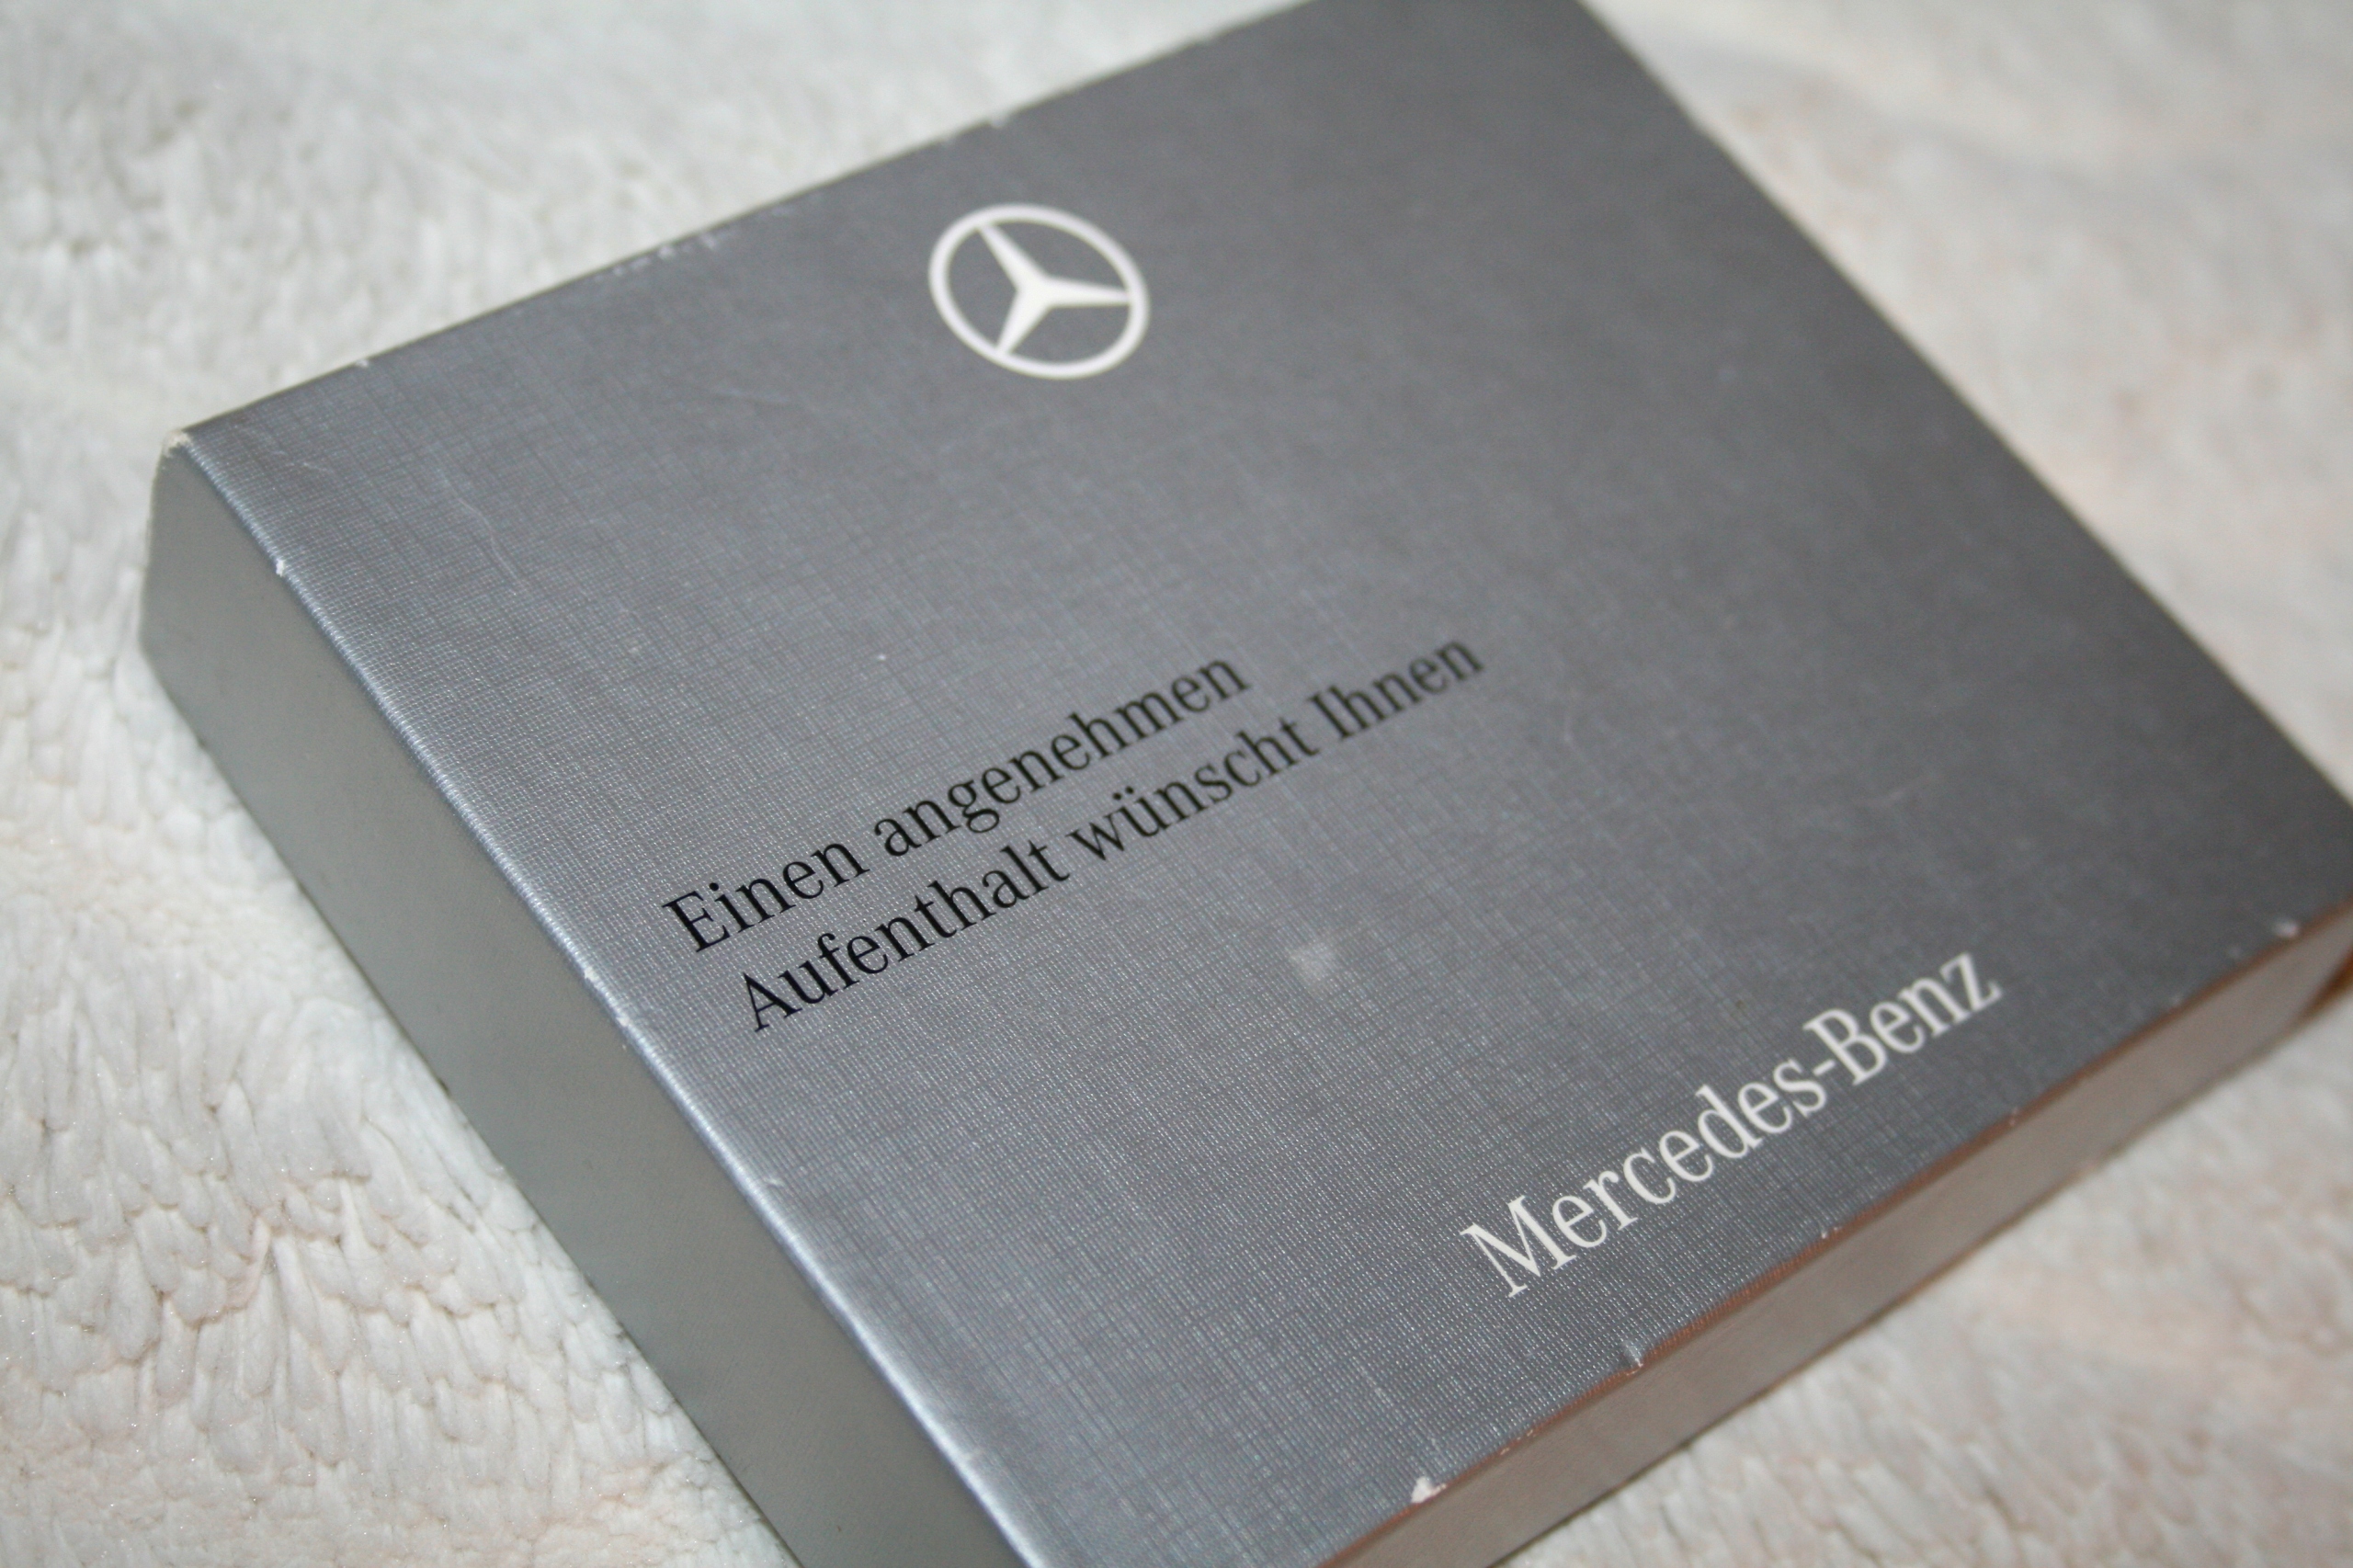 Einen angenehmen
Aufenthalt wünscht Ihnen
Mercedes-Benz